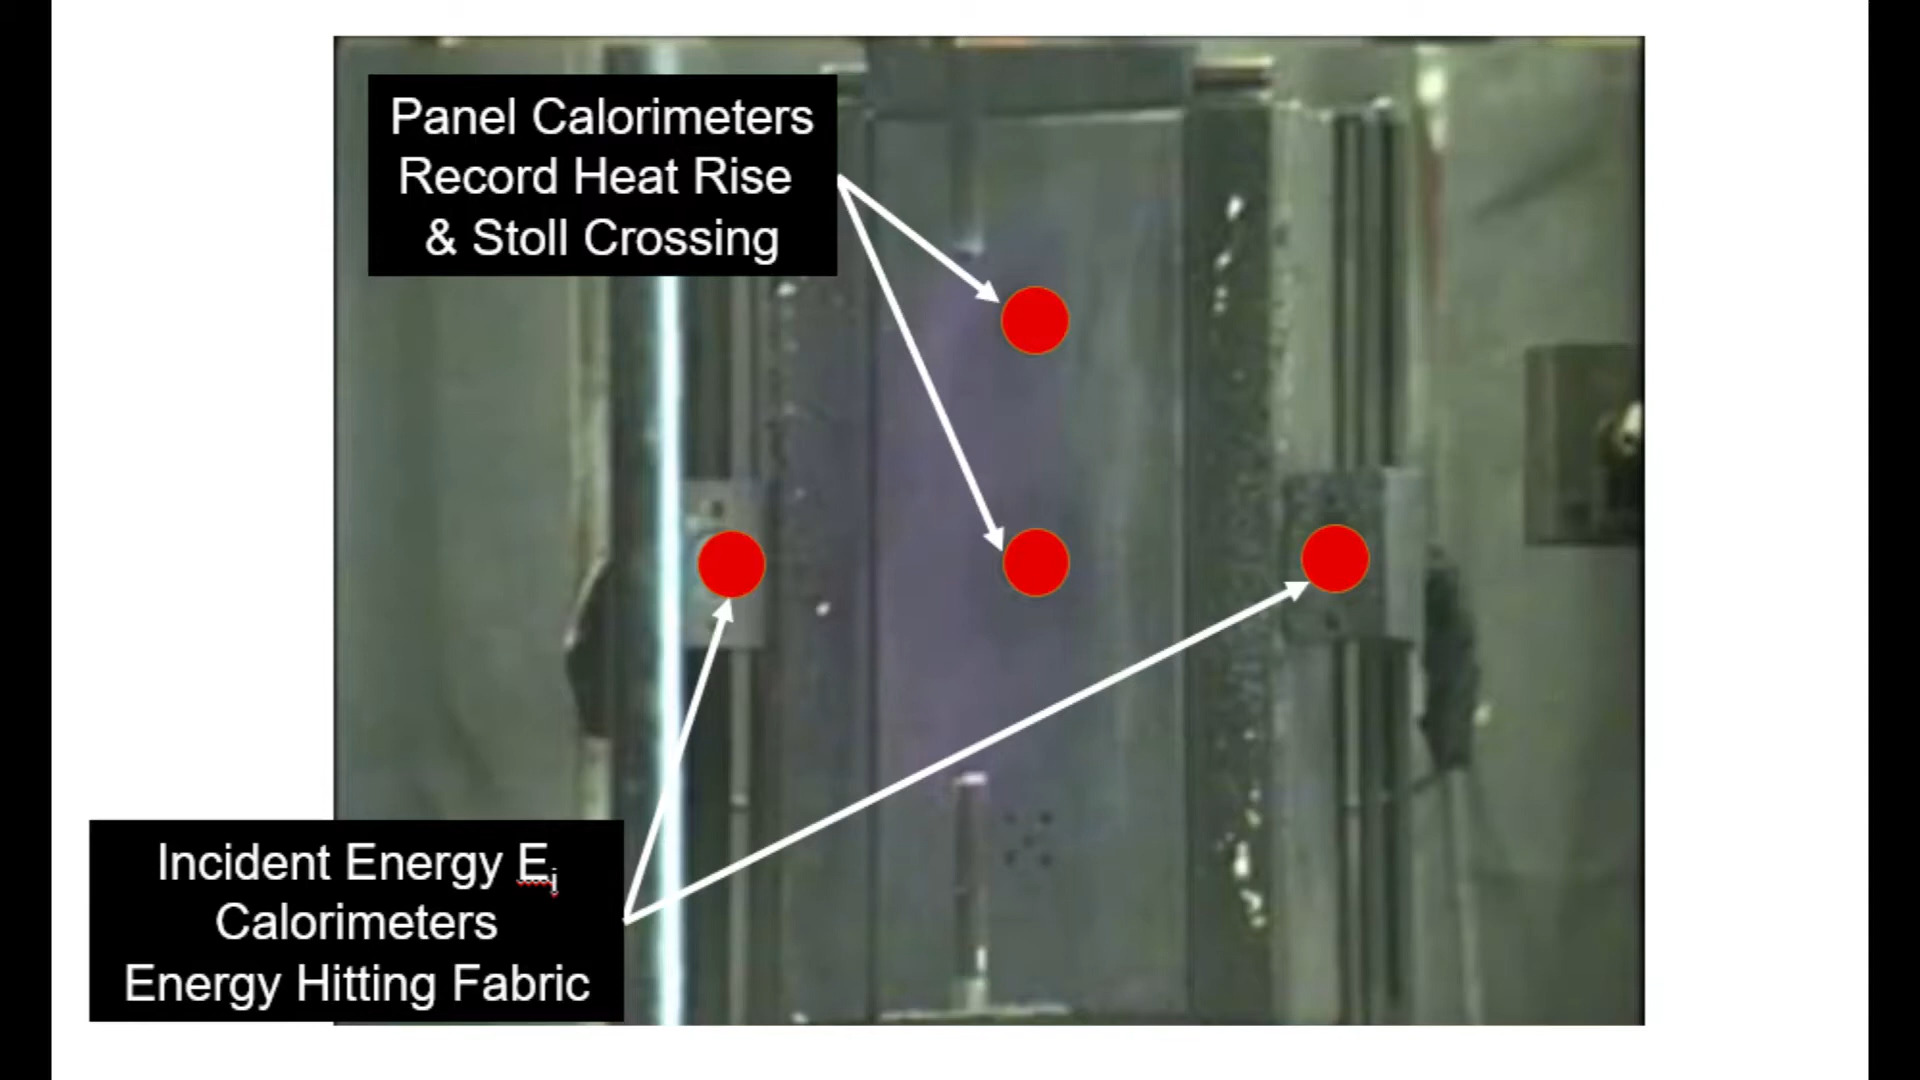 Panel Calorimeters
Record Heat Rise
& Stoll Crossing
Incident Energy Ei
Calorimeters
Energy Hitting Fabric